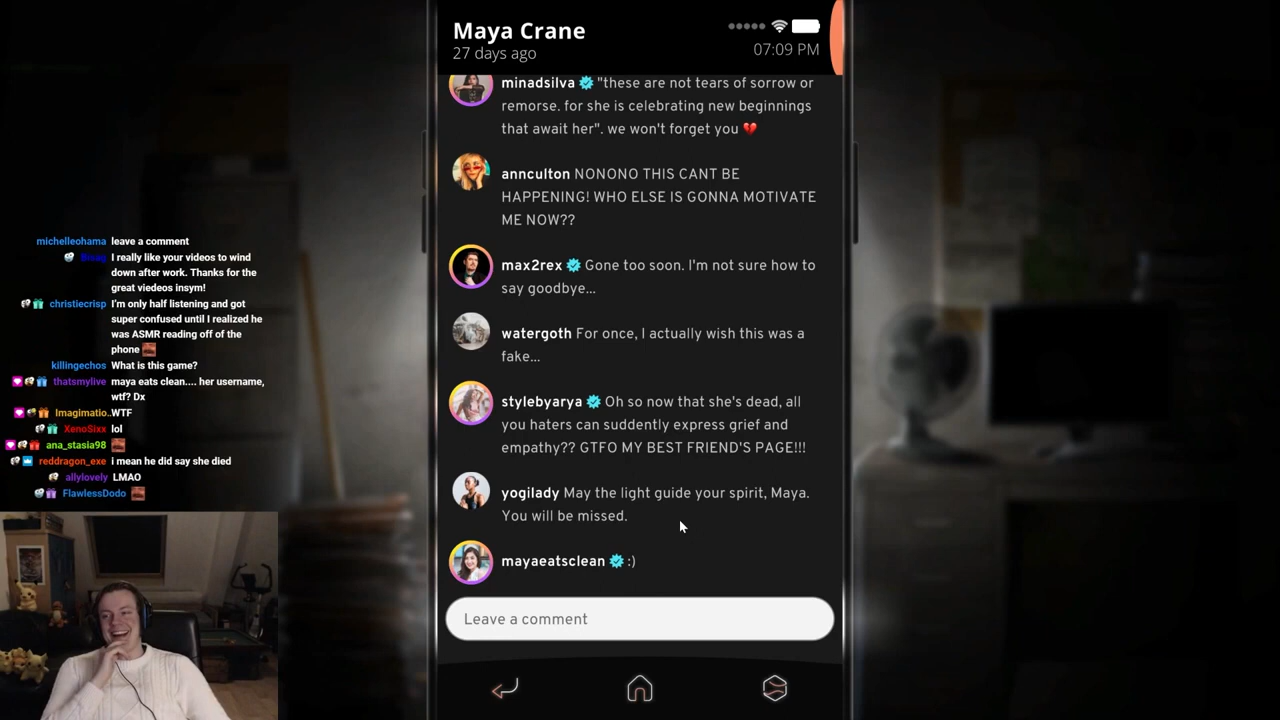 Maya Crane
27 days ago
07:09 PM
minadsilva "these are not tears of sorrow or
remorse. for she is celebrating new beginnings
that await her". we won't forget you 💔
annculton NONONO THIS CANT BE
HAPPENING! WHO ELSE IS GONNA MOTIVATE
ME NOW??
max2rex Gone too soon. I'm not sure how to
say goodbye...
watergoth For once, I actually wish this was a
fake...
stylebyarya Oh so now that she's dead, all
you haters can suddenly express grief and
empathy?? GTFO MY BEST FRIEND'S PAGE!!!
yogilady May the light guide your spirit, Maya.
You will be missed.
mayaeatsclean :)
Leave a comment
michelleohama leave a comment
I really like your videos to wind
down after work. Thanks for the
great viedeos insym!
christiecrisp I'm only half listening and got
super confused until I realized he
was ASMR reading off of the
phone
killingechos What is this game?
thatsmylive maya eats clean.... her username,
wtf? Dx
Imaginatio.. WTF
XenoSixx lol
ana_stasia98
reddragon_exe i mean he did say she died
allylovely LMAO
FlawlessDodo